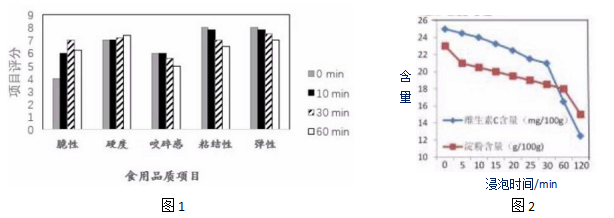 项目评分
9
8
7
6
5
4
3
2
1
0
脆性
硬度
咬碎感
粘结性
弹性
食用品质项目
0 min
10 min
30 min
60 min
图1
含量
26
24
22
20
18
16
14
12
10
维生素C含量（mg/100g）
淀粉含量（g/100g）
0 5 10 15 20 25 30 60 120
浸泡时间/min
图2